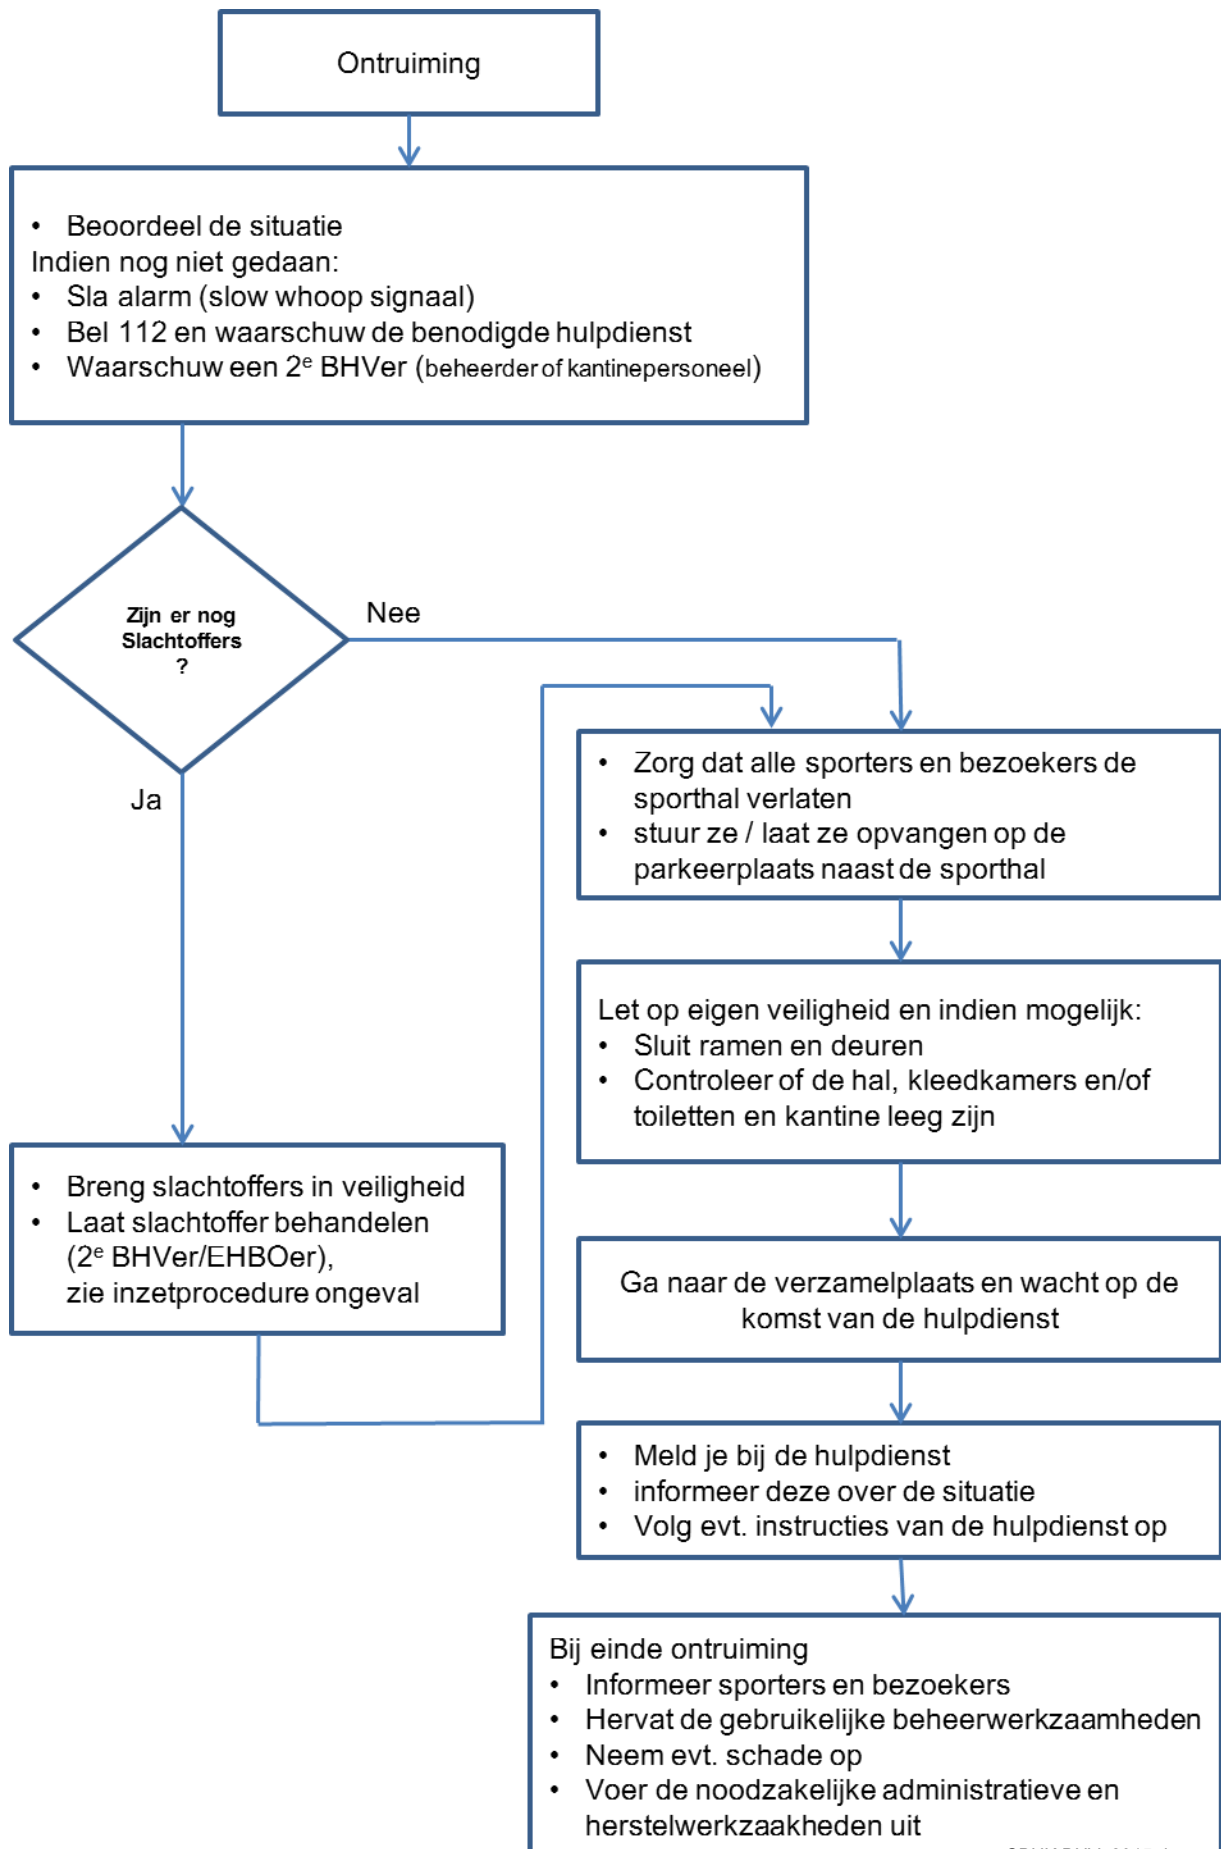 Ontruiming
• Beoordeel de situatie
Indien nog niet gedaan:
• Sla alarm (slow whoop signaal)
• Bel 112 en waarschuw de benodigde hulpdienst
• Waarschuw een 2e BHVer (beheerder of kantinepersoneel)
Zijn er nog
Slachtoffers
?
Nee
Ja
• Zorg dat alle sporters en bezoekers de
sporthal verlaten
• stuur ze / laat ze opvangen op de
parkeerplaats naast de sporthal
Let op eigen veiligheid en indien mogelijk:
• Sluit ramen en deuren
• Controleer of de hal, kleedkamers en/of
toiletten en kantine leeg zijn
• Breng slachtoffers in veiligheid
• Laat slachtoffer behandelen
(2e BHVer/EHBOer),
zie inzetprocedure ongeval
Ga naar de verzamelplaats en wacht op de
komst van de hulpdienst
• Meld je bij de hulpdienst
• informeer deze over de situatie
• Volg evt. instructies van de hulpdienst op
Bij einde ontruiming
• Informeer sporters en bezoekers
• Hervat de gebruikelijke beheerwerkzaamheden
• Neem evt. schade op
• Voer de noodzakelijke administratieve en
herstelwerkzaakheden uit